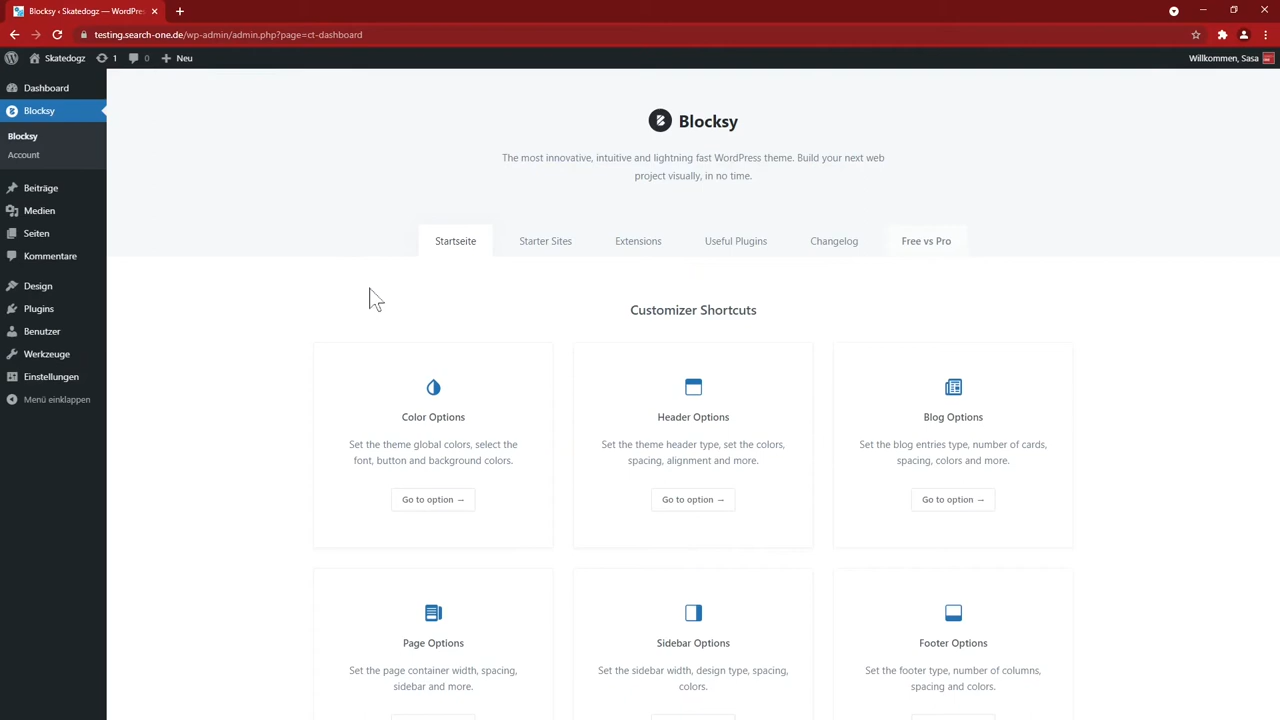 Blocksy ‹ Skatedogz — WordPre
testing.search-one.de/wp-admin/admin.php?page=ct-dashboard
Skatedogz
1
0
Neu
Willkommen, Sasa
Dashboard
Blocksy
Blocksy
Account
Beiträge
Medien
Seiten
Kommentare
Design
Plugins
Benutzer
Werkzeuge
Einstellungen
Menü einklappen
Blocksy
The most innovative, intuitive and lightning fast WordPress theme. Build your next web
project visually, in no time.
Startseite
Starter Sites
Extensions
Useful Plugins
Changelog
Free vs Pro
Customizer Shortcuts
Color Options
Set the theme global colors, select the
font, button and background colors.
Go to option →
Header Options
Set the theme header type, set the colors,
spacing, alignment and more.
Go to option →
Blog Options
Set the blog entries type, number of cards,
spacing, colors and more.
Go to option →
Page Options
Set the page container width, spacing,
sidebar and more.
Sidebar Options
Set the sidebar width, design type, spacing,
colors.
Footer Options
Set the footer type, number of columns,
spacing and colors.